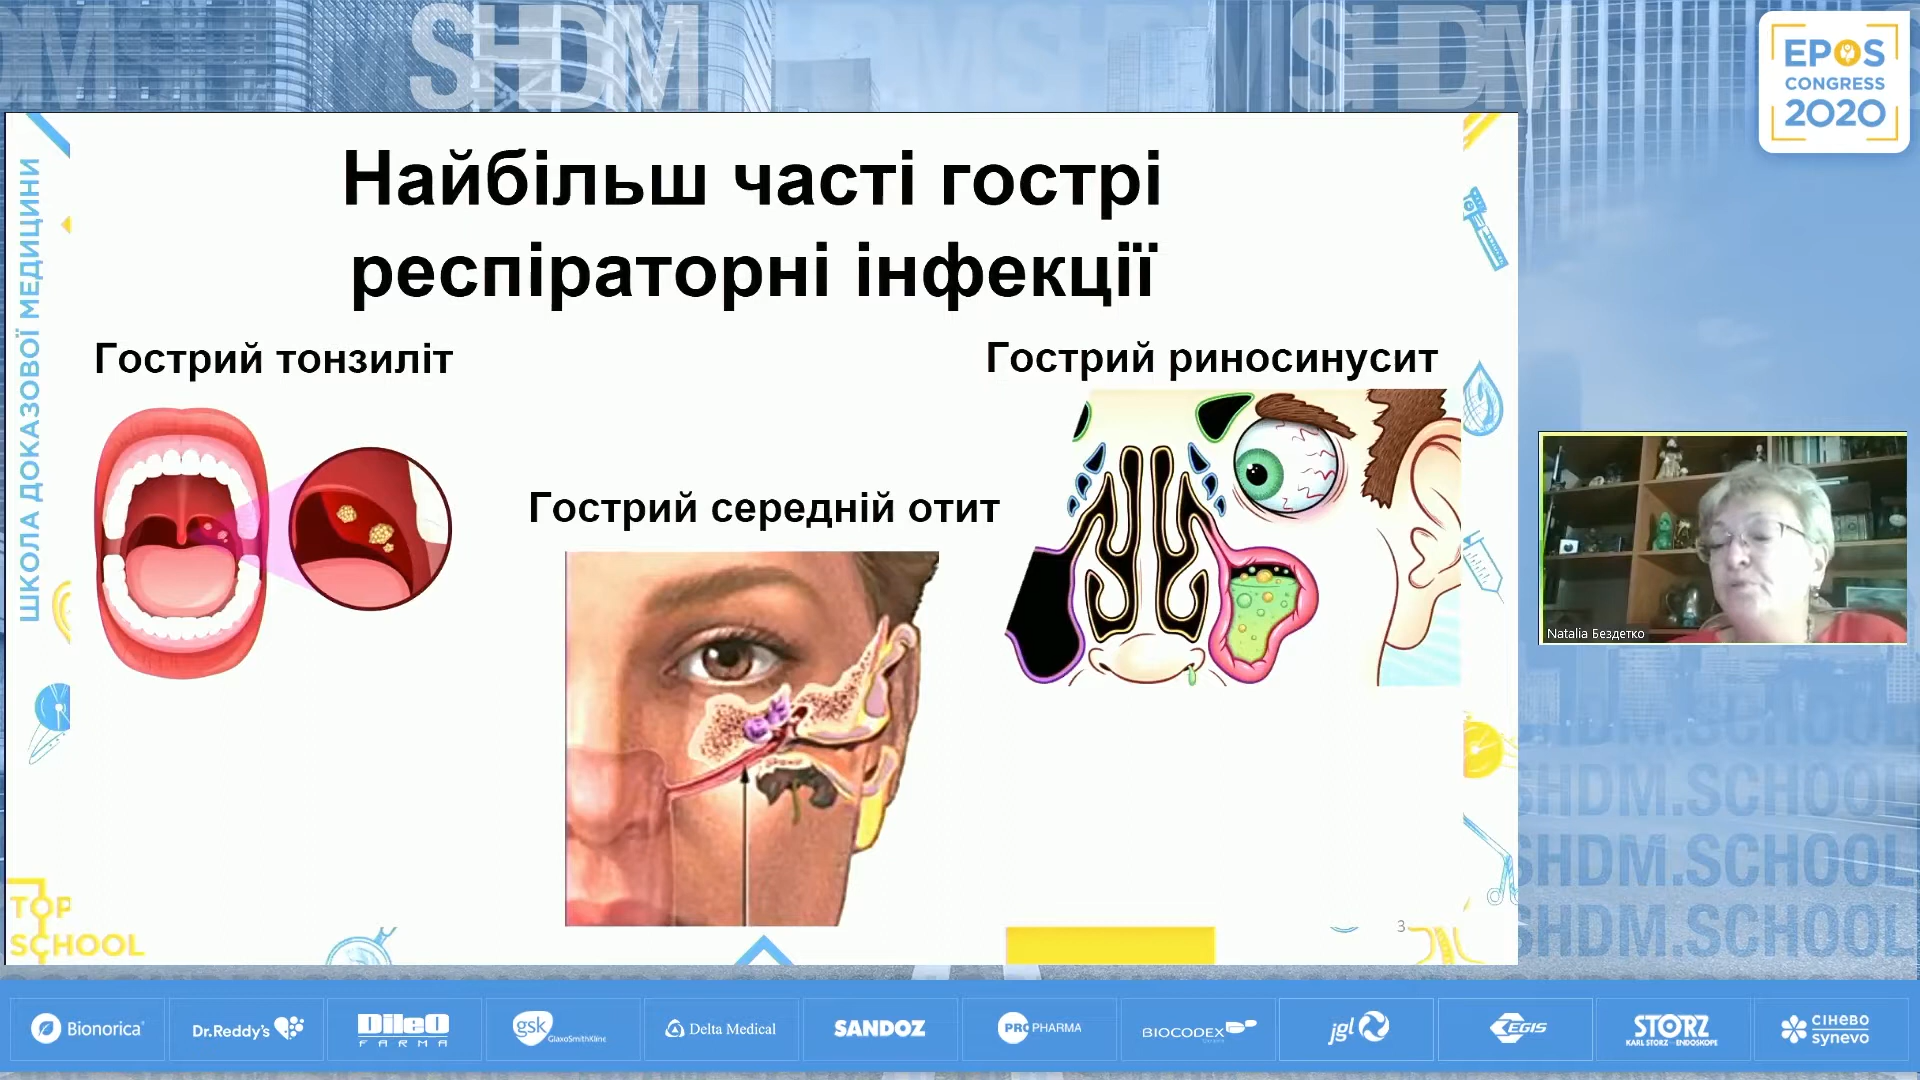 SHDM
EPOS
CONGRESS
2020
ШКОЛА ДОКАЗОВОЇ МЕДИЦИНИ
Найбільш часті гострі
респіраторні інфекції
Гострий тонзиліт
Гострий риносинусит
Гострий середній отит
Natalia Бездетко
3
TOP
SCHOOL
SHDM.SCHOOL
SHDM.SCHOOL
SHDM.SCHOOL
Bionorica
Dr.Reddy's
DileO
FARMA
gsk
GlaxoSmithKline
Delta Medical
SANDOZ
PRO PHARMA
BIOCODEX
jgl
EGIS
STORZ
KARL STORZ—ENDOSKOPE
СІНЕВО
synevo